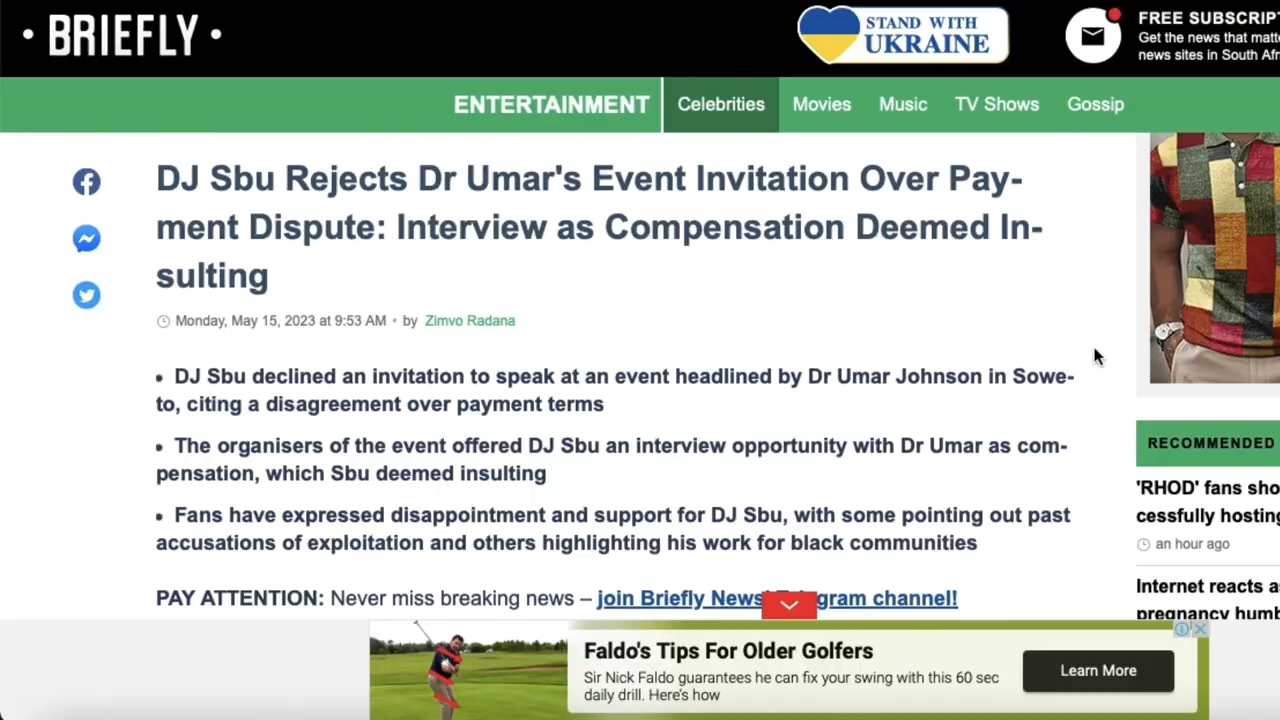 • BRIEFLY •
STAND WITH
UKRAINE
FREE SUBSCRIPT
Get the news that matte
news sites in South Afr
ENTERTAINMENT
Celebrities
Movies
Music
TV Shows
Gossip
DJ Sbu Rejects Dr Umar's Event Invitation Over Pay-
ment Dispute: Interview as Compensation Deemed In-
sulting
Monday, May 15, 2023 at 9:53 AM • by Zimvo Radana
• DJ Sbu declined an invitation to speak at an event headlined by Dr Umar Johnson in Sowe-
to, citing a disagreement over payment terms
• The organisers of the event offered DJ Sbu an interview opportunity with Dr Umar as com-
pensation, which Sbu deemed insulting
• Fans have expressed disappointment and support for DJ Sbu, with some pointing out past
accusations of exploitation and others highlighting his work for black communities
PAY ATTENTION: Never miss breaking news – join Briefly News' gram channel!
RECOMMENDED
'RHOD' fans sho
cessfully hosting
an hour ago
Internet reacts a
pregnancy humb
Faldo's Tips For Older Golfers
Sir Nick Faldo guarantees he can fix your swing with this 60 sec
daily drill. Here's how
Learn More